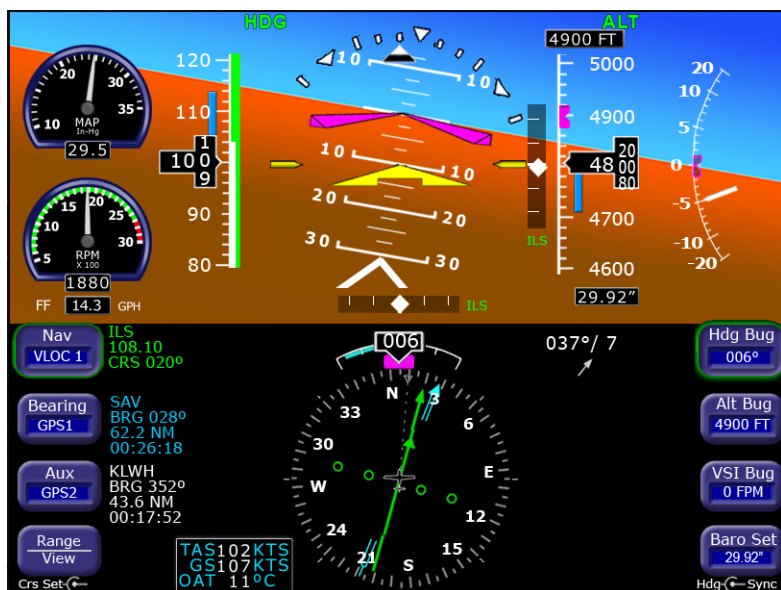 HDG
ALT
4900 FT
20
30
10
35
MAP
In-Hg
29.5
120
110
1
100
9
90
80
10
10
10
10
20
20
30
30
5000
4900
20
48 00
80
4700
4600
29.92”
20
10
5
0
-5
-10
-20
ILS
ILS
15
20
10
25
5
30
RPM
X 100
1880
FF 14.3 GPH
Nav
VLOC 1
ILS
108.10
CRS 020º
006
037°/ 7
Hdg Bug
006º
Bearing
GPS1
SAV
BRG 028º
62.2 NM
00:26:18
Alt Bug
4900 FT
Aux
GPS2
KLWH
BRG 352º
43.6 NM
00:17:52
VSI Bug
0 FPM
Range
View
Crs Set
N
3
6
E
12
15
S
21
24
W
30
33
TAS102KTS
GS107KTS
OAT 11ºC
Baro Set
29.92”
Hdg Sync